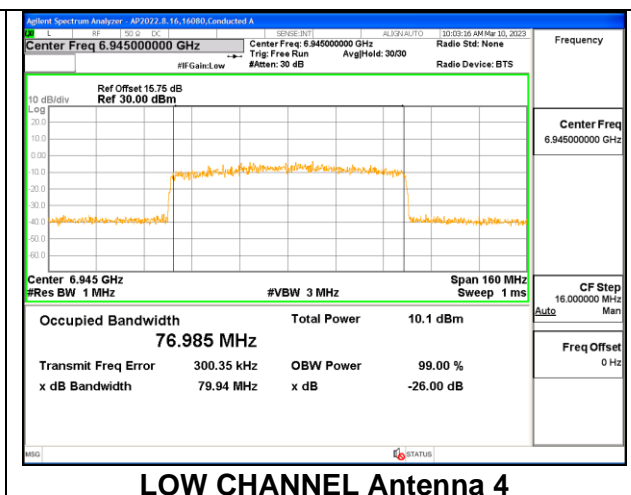 Agilent Spectrum Analyzer - AP2022.8.16,16080,Conducted A
L RF 50 Ω DC SENSE:INT ALIGN AUTO 10:03:16 AM Mar 10, 2023
Center Freq 6.945000000 GHz
Center Freq: 6.945000000 GHz
Radio Std: None
Trig: Free Run Avg|Hold: 30/30
#IFGain:Low #Atten: 30 dB Radio Device: BTS
Frequency
Ref Offset 15.75 dB
10 dB/div Ref 30.00 dBm
Log
20.0
10.0
0.00
-10.0
-20.0
-30.0
-40.0
-50.0
-60.0
Center Freq
6.945000000 GHz
Center 6.945 GHz Span 160 MHz
#Res BW 1 MHz #VBW 3 MHz Sweep 1 ms
CF Step
16.000000 MHz
Auto Man
Occupied Bandwidth Total Power 10.1 dBm
76.985 MHz
Transmit Freq Error 300.35 kHz OBW Power 99.00 %
x dB Bandwidth 79.94 MHz x dB -26.00 dB
Freq Offset
0 Hz
MSG STATUS
LOW CHANNEL Antenna 4